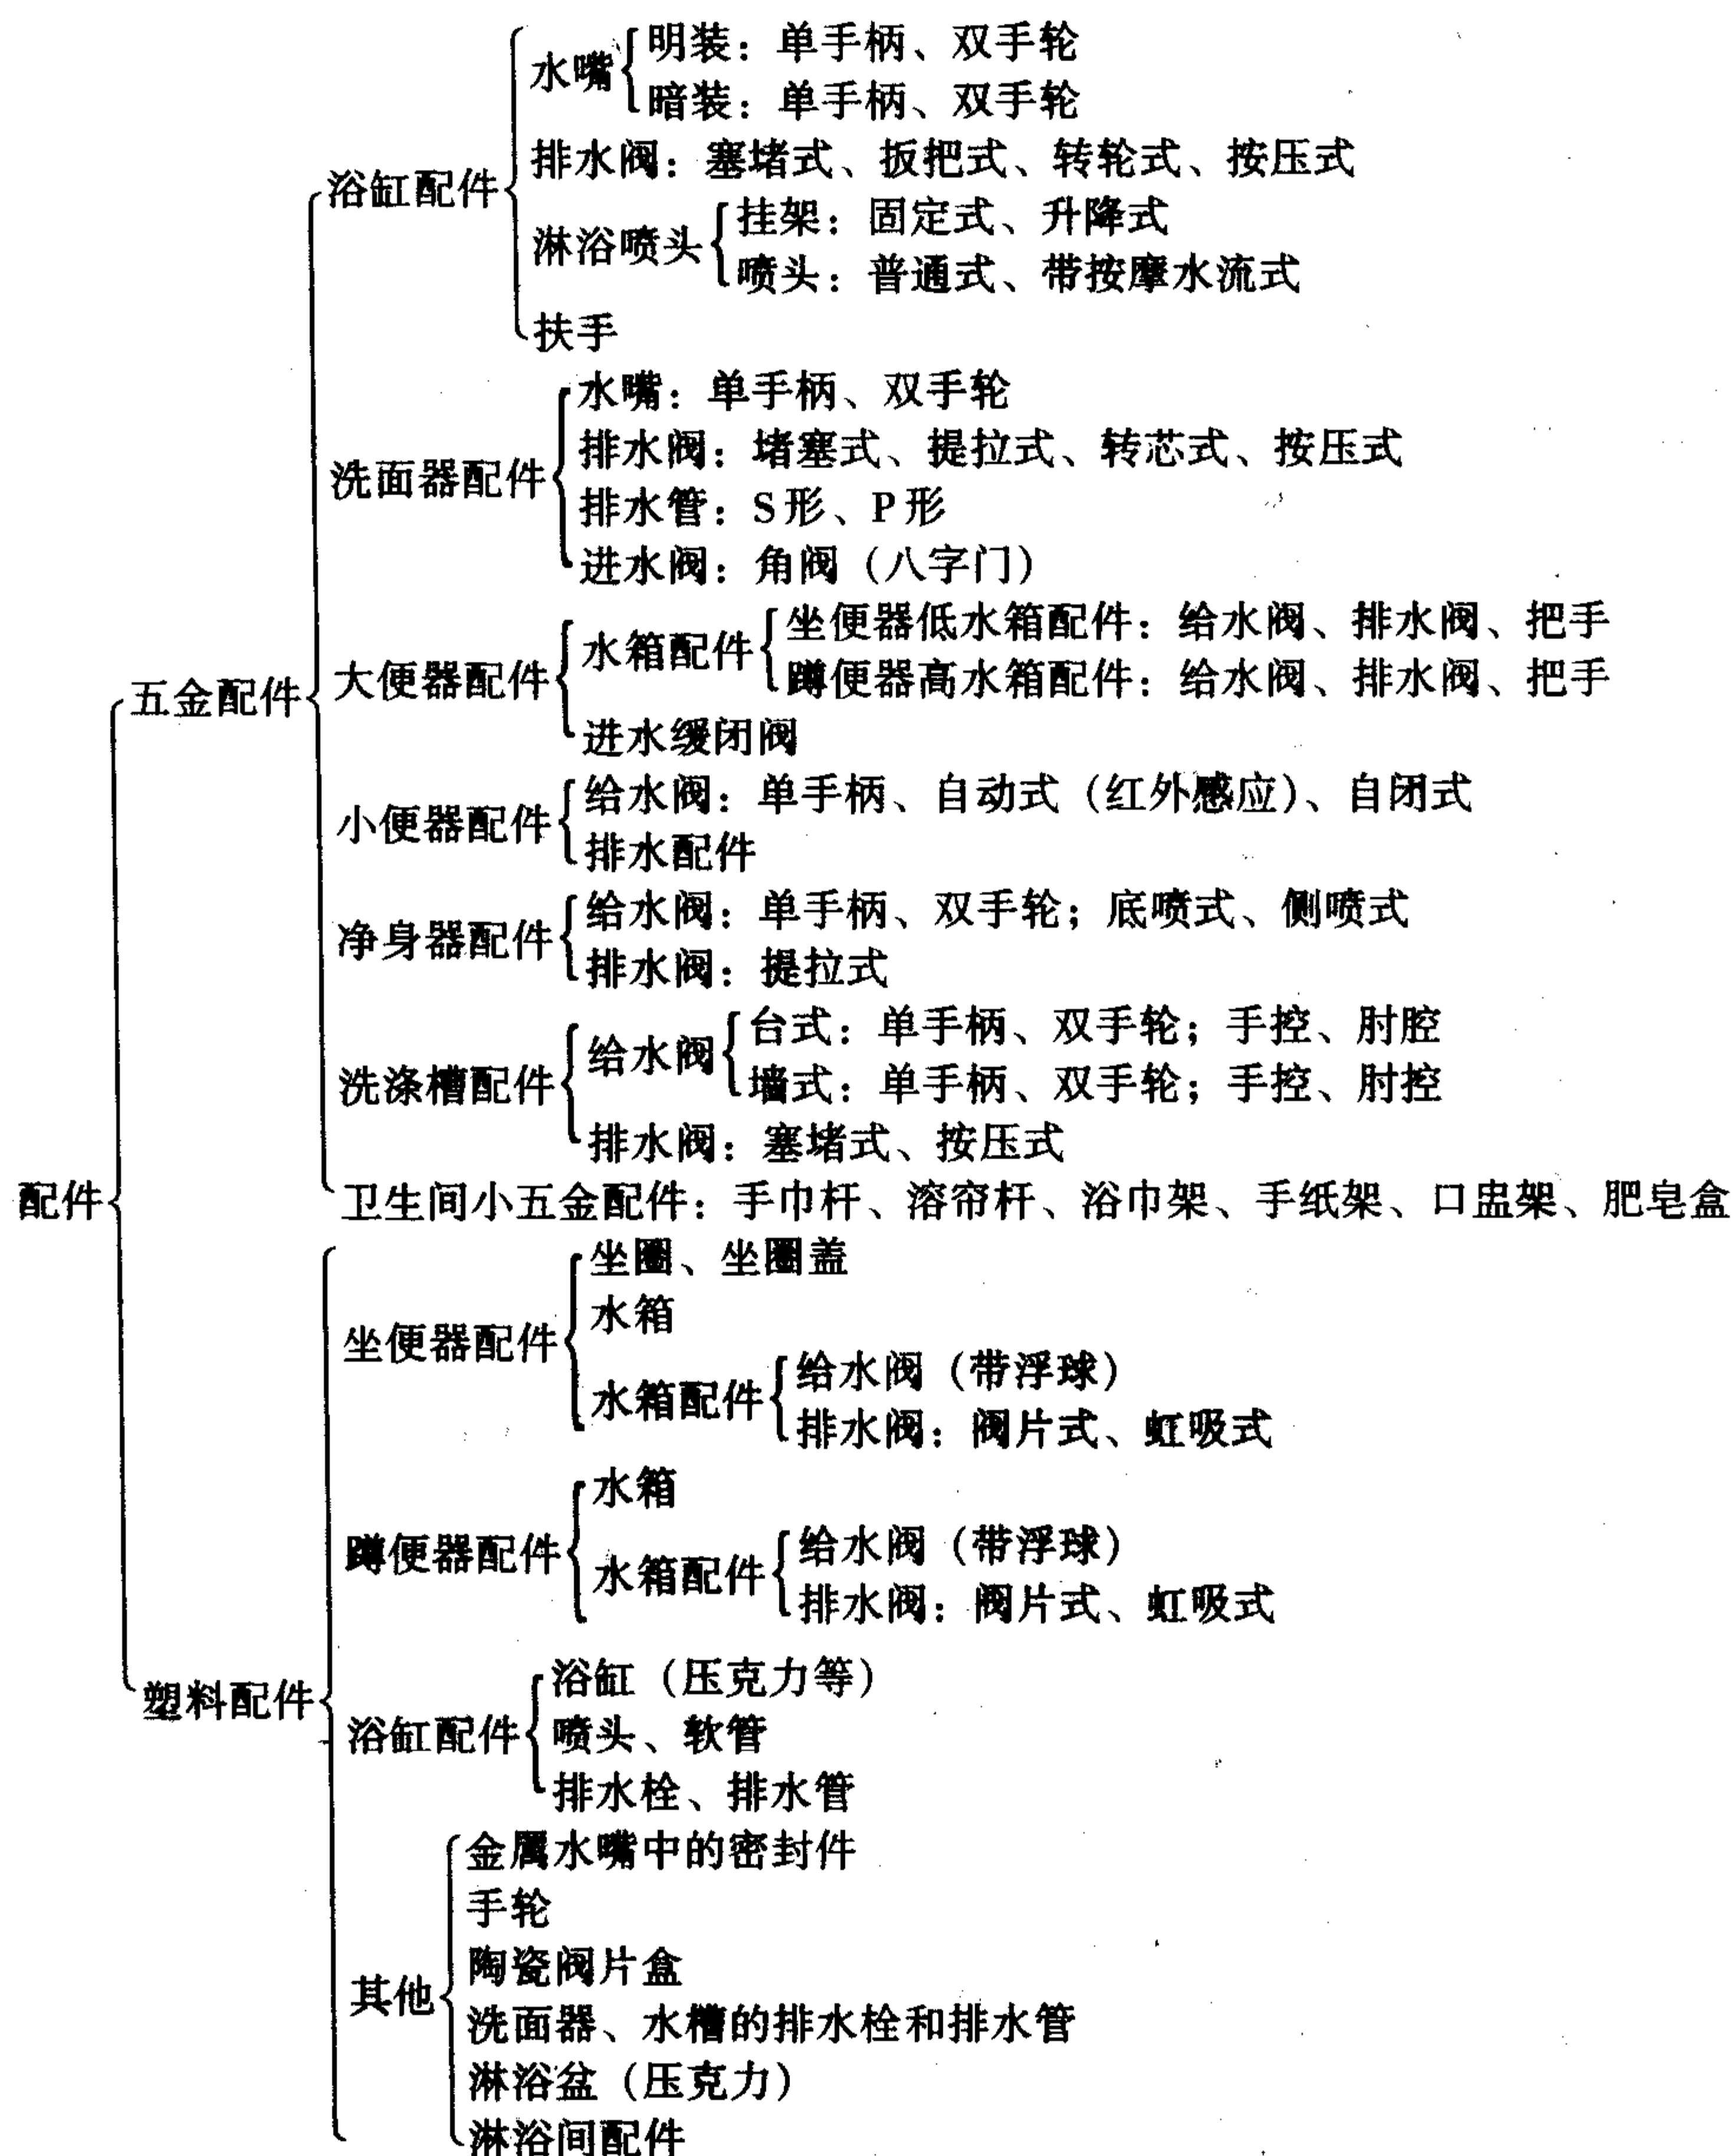 水嘴
明装：单手柄、双手轮
暗装：单手柄、双手轮
排水阀：塞堵式、扳把式、转轮式、按压式
浴缸配件
淋浴喷头
挂架：固定式、升降式
喷头：普通式、带按摩水流式
扶手
水嘴：单手柄、双手轮
排水阀：堵塞式、提拉式、转芯式、按压式
洗面器配件
排水管：S形、P形
进水阀：角阀（八字门）
水箱配件
坐便器低水箱配件：给水阀、排水阀、把手
蹲便器高水箱配件：给水阀、排水阀、把手
大便器配件
五金配件
进水缓闭阀
给水阀：单手柄、自动式（红外感应）、自闭式
小便器配件
排水配件
给水阀：单手柄、双手轮；底喷式、侧喷式
净身器配件
排水阀：提拉式
给水阀
台式：单手柄、双手轮；手控、肘腔
墙式：单手柄、双手轮；手控、肘控
洗涤槽配件
排水阀：塞堵式、按压式
配件
卫生间小五金配件：手巾杆、溶帘杆、浴巾架、手纸架、口盅架、肥皂盒
坐圈、坐圈盖
水箱
坐便器配件
水箱配件
给水阀（带浮球）
排水阀：阀片式、虹吸式
水箱
蹲便器配件
水箱配件
给水阀（带浮球）
排水阀：阀片式、虹吸式
塑料配件
浴缸（压克力等）
浴缸配件
喷头、软管
排水栓、排水管
金属水嘴中的密封件
手轮
陶瓷阀片盒
其他
洗面器、水槽的排水栓和排水管
淋浴盆（压克力）
淋浴间配件